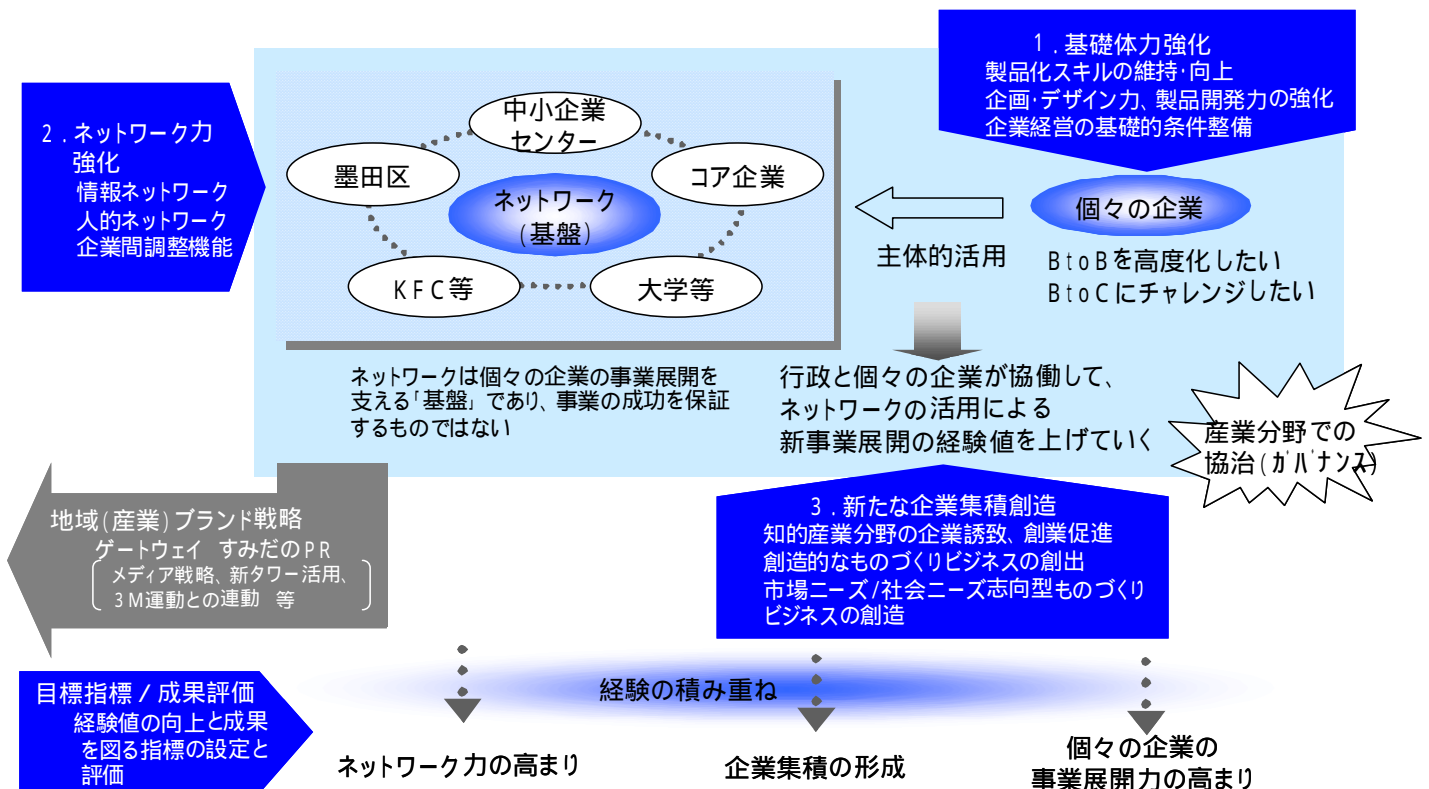 1．基礎体力強化
製品化スキルの維持・向上
企画・デザイン力、製品開発力の強化
企業経営の基礎的条件整備
2．ネットワーク力
強化
情報ネットワーク
人的ネットワーク
企業間調整機能
中小企業
センター
墨田区
コア企業
ネットワーク
(基盤)
KFC等
大学等
個々の企業
主体的活用
BtoBを高度化したい
BtoCにチャレンジしたい
ネットワークは個々の企業の事業展開を
支える「基盤」であり、事業の成功を保証
するものではない
行政と個々の企業が協働して、
ネットワークの活用による
新事業展開の経験値を上げていく
産業分野での
協治(ガバナンス)
地域(産業)ブランド戦略
ゲートウェイ すみだのPR
メディア戦略、新タワー活用、
3M運動との連動 等
3．新たな企業集積創造
知的産業分野の企業誘致、創業促進
創造的なものづくりビジネスの創出
市場ニーズ/社会ニーズ志向型ものづくり
ビジネスの創造
目標指標／成果評価
経験値の向上と成果
を図る指標の設定と
評価
経験の積み重ね
ネットワーク力の高まり
企業集積の形成
個々の企業の
事業展開力の高まり